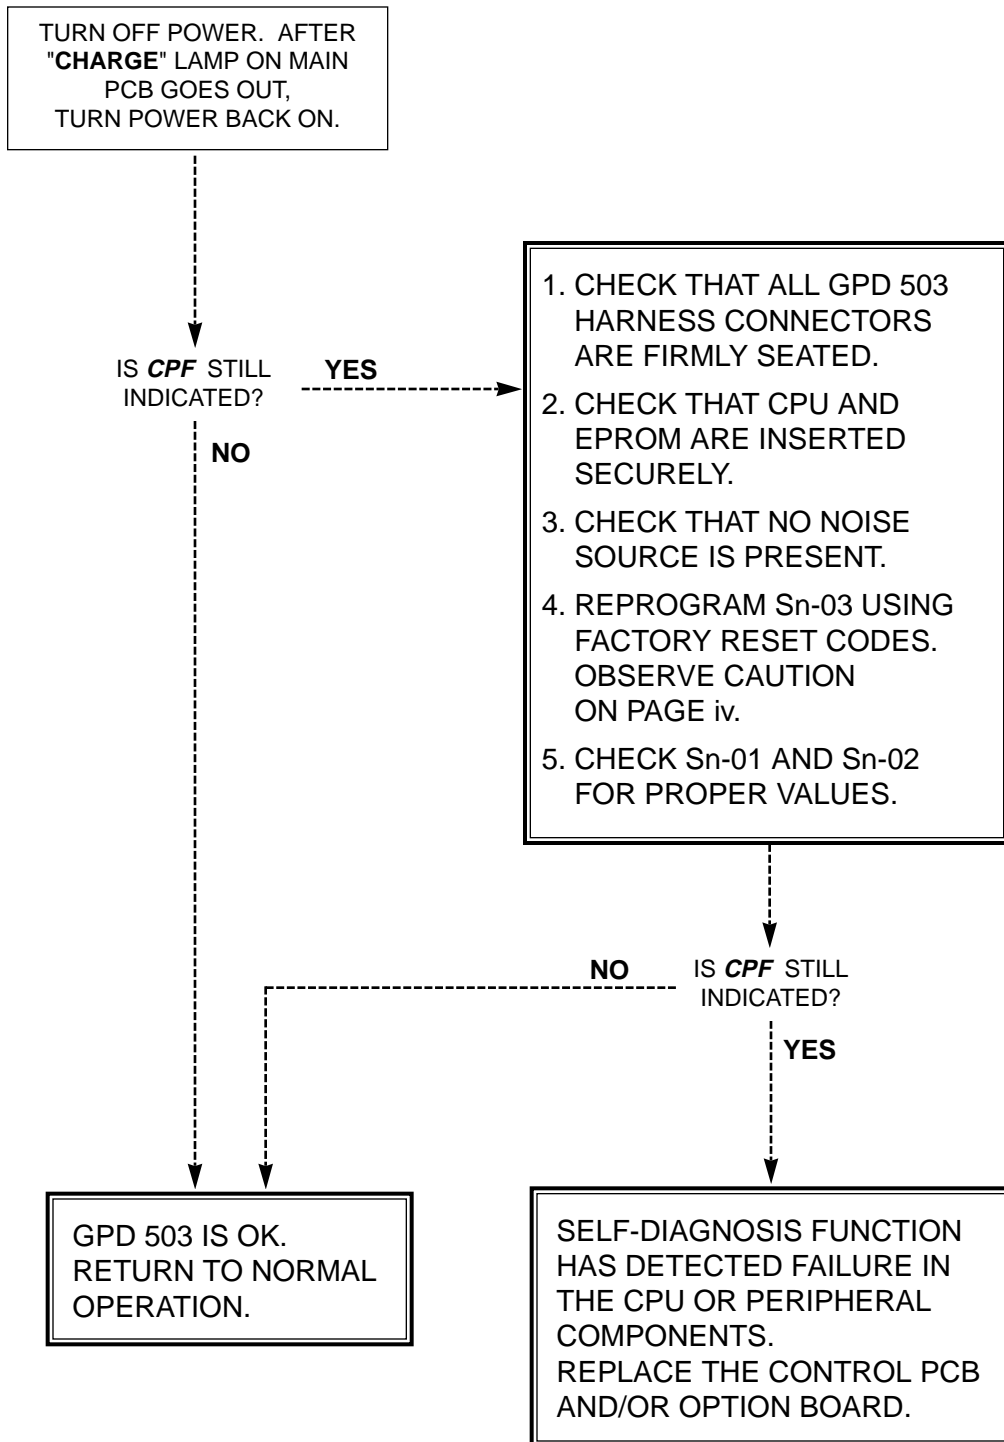 TURN OFF POWER. AFTER
"CHARGE" LAMP ON MAIN
PCB GOES OUT,
TURN POWER BACK ON.
IS CPF STILL
INDICATED?
YES
NO
1. CHECK THAT ALL GPD 503
HARNESS CONNECTORS
ARE FIRMLY SEATED.
2. CHECK THAT CPU AND
EPROM ARE INSERTED
SECURELY.
3. CHECK THAT NO NOISE
SOURCE IS PRESENT.
4. REPROGRAM Sn-03 USING
FACTORY RESET CODES.
OBSERVE CAUTION
ON PAGE iv.
5. CHECK Sn-01 AND Sn-02
FOR PROPER VALUES.
NO
IS CPF STILL
INDICATED?
YES
GPD 503 IS OK.
RETURN TO NORMAL
OPERATION.
SELF-DIAGNOSIS FUNCTION
HAS DETECTED FAILURE IN
THE CPU OR PERIPHERAL
COMPONENTS.
REPLACE THE CONTROL PCB
AND/OR OPTION BOARD.